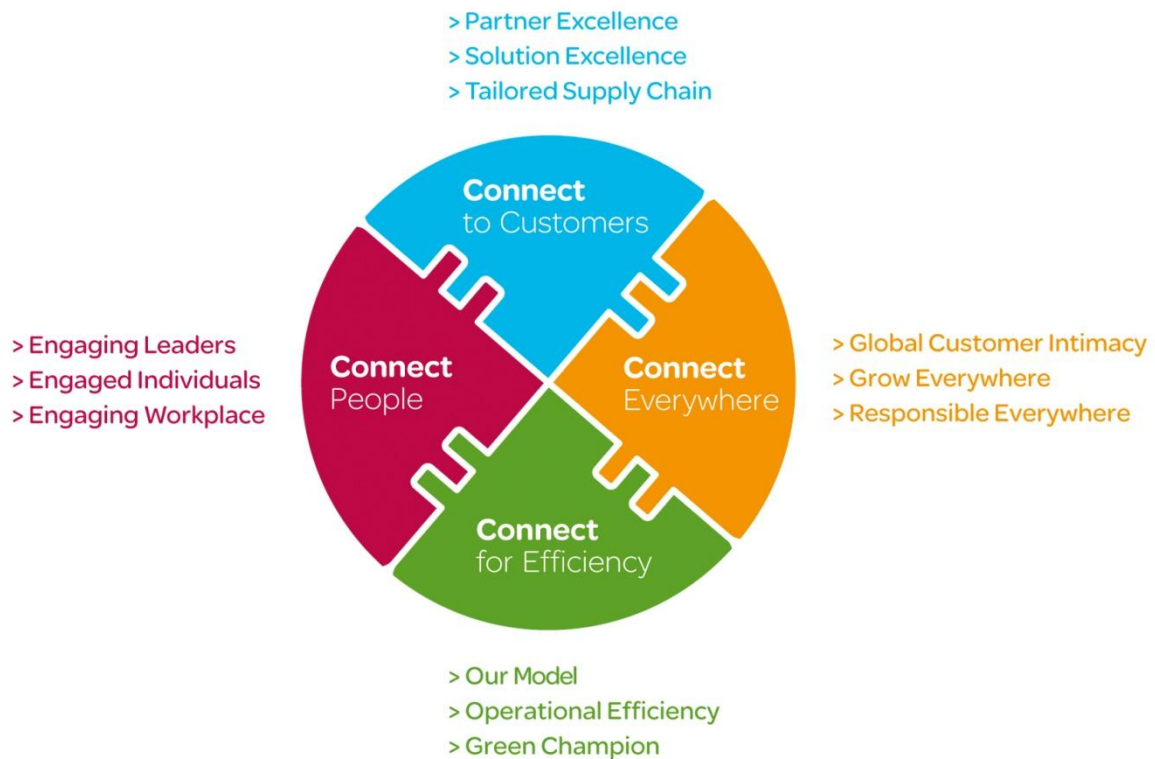 > Partner Excellence
> Solution Excellence
> Tailored Supply Chain
Connect
to Customers
> Engaging Leaders
> Engaged Individuals
> Engaging Workplace
Connect
People
Connect
Everywhere
> Global Customer Intimacy
> Grow Everywhere
> Responsible Everywhere
Connect
for Efficiency
> Our Model
> Operational Efficiency
> Green Champion